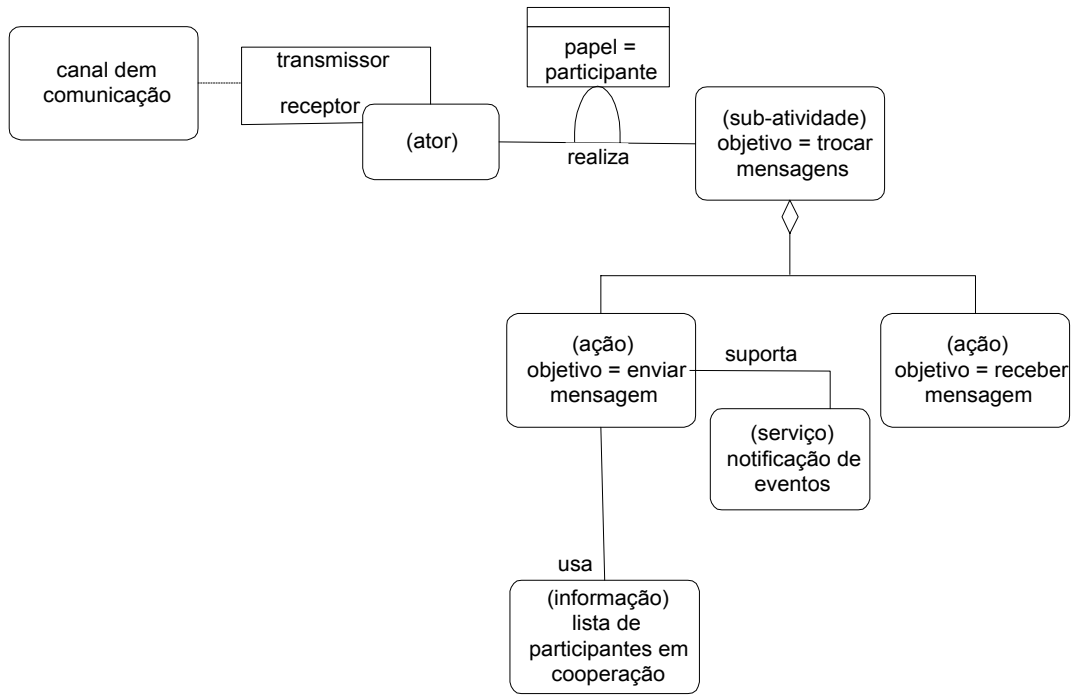 canal dem
comunicação
transmissor
receptor
(ator)
papel =
participante
realiza
(sub-atividade)
objetivo = trocar
mensagens
(ação)
objetivo = enviar
mensagem
suporta
(serviço)
notificação de
eventos
(ação)
objetivo = receber
mensagem
usa
(informação)
lista de
participantes em
cooperação